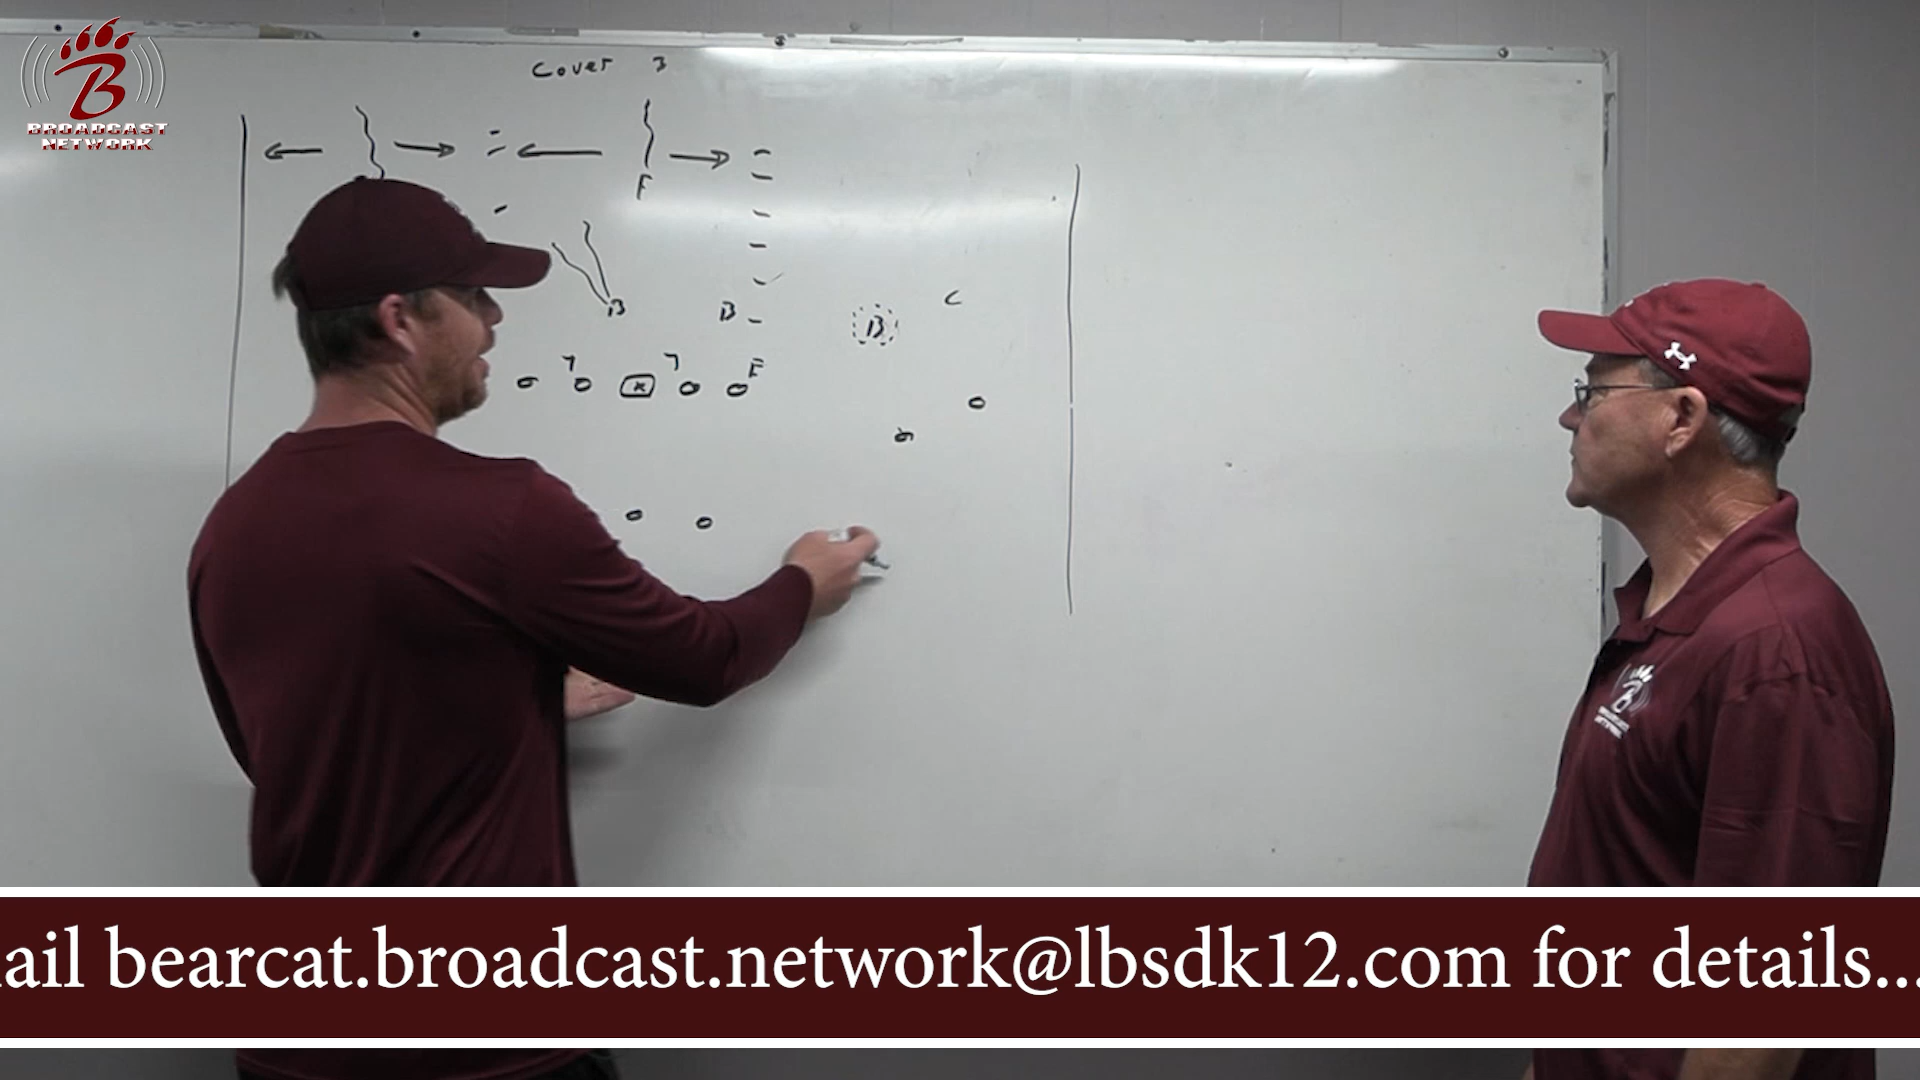 BROADCAST
NETWORK
Cover 3
F
B
B
B
C
E
ail bearcat.broadcast.network@lbsdk12.com for details...